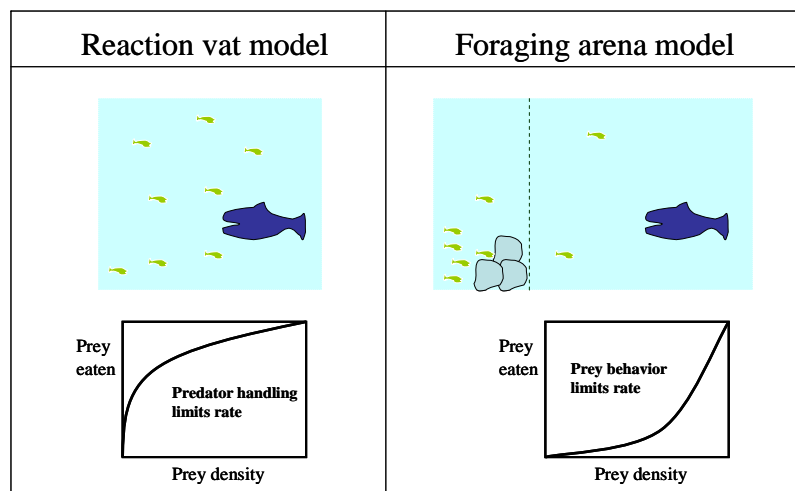 Reaction vat model
Foraging arena model
Prey
eaten
Predator handling
limits rate
Prey density
Prey
eaten
Prey behavior
limits rate
Prey density